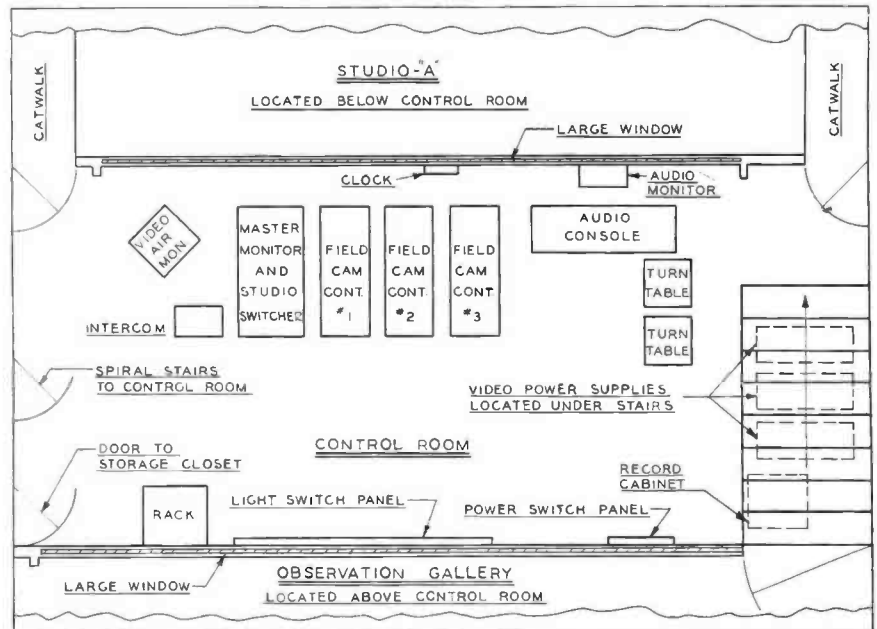 STUDIO-"A"
LOCATED BELOW CONTROL ROOM
CATWALK
CATWALK
LARGE WINDOW
CLOCK
AUDIO
MONITOR
VIDEO
AIR
MON.
MASTER
MONITOR
AND
STUDIO
SWITCHER
FIELD
CAM
CONT.
#1
FIELD
CAM
CONT.
#2
FIELD
CAM
CONT.
#3
AUDIO
CONSOLE
TURN
TABLE
TURN
TABLE
INTERCOM
SPIRAL STAIRS
TO CONTROL ROOM
VIDEO POWER SUPPLIES
LOCATED UNDER STAIRS
DOOR TO
STORAGE CLOSET
CONTROL ROOM
RECORD
CABINET
RACK
LIGHT SWITCH PANEL
POWER SWITCH PANEL
LARGE WINDOW
OBSERVATION GALLERY
LOCATED ABOVE CONTROL ROOM